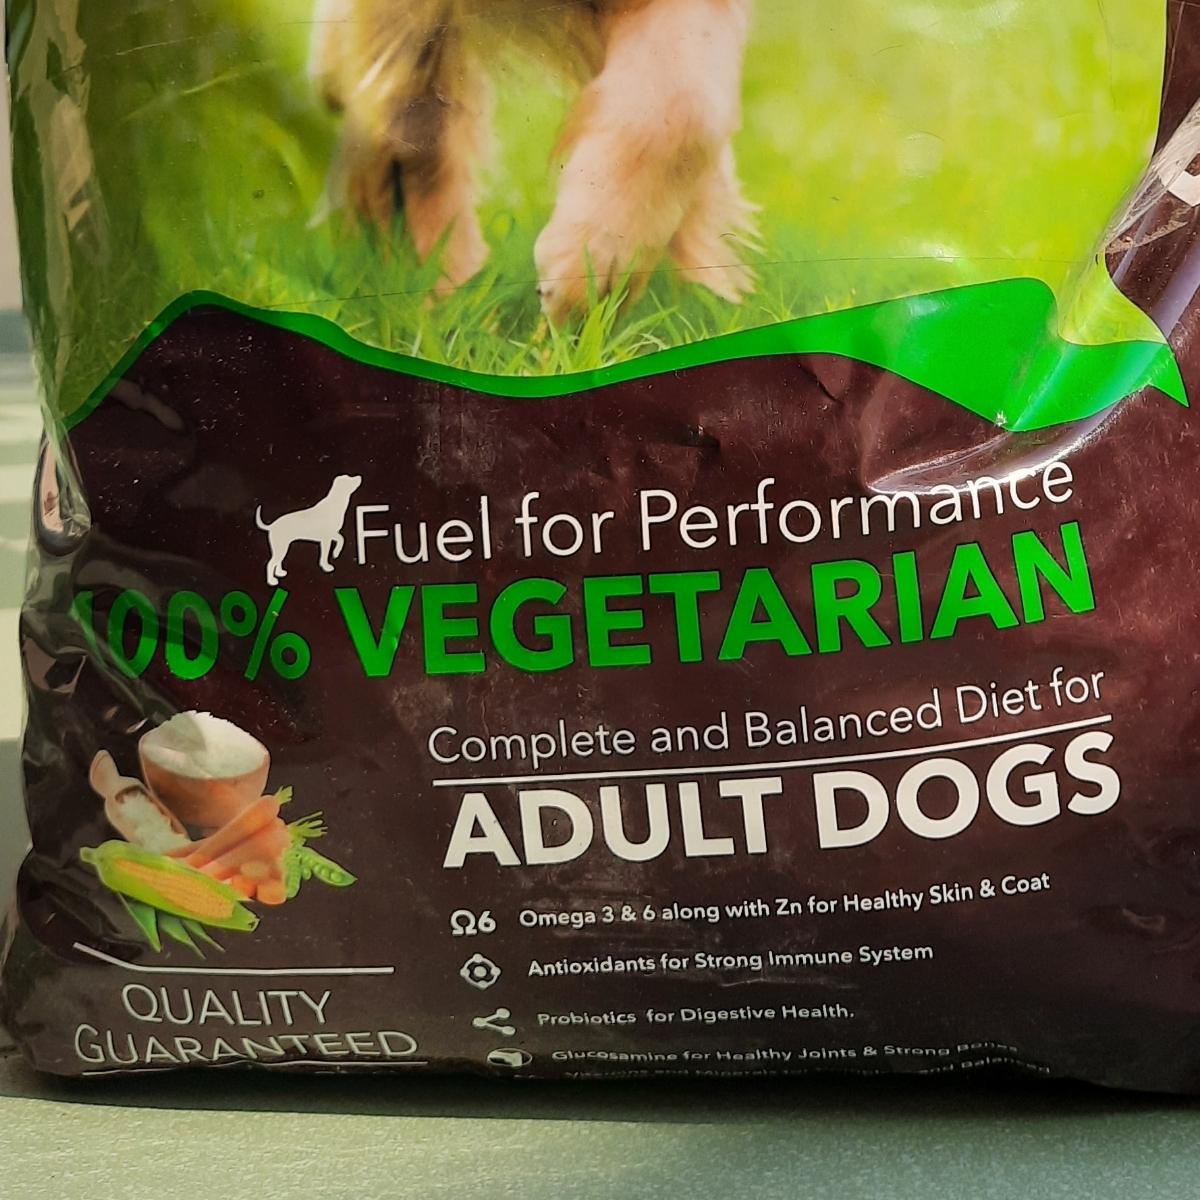 Fuel for Performance
100% VEGETARIAN
Complete and Balanced Diet for
ADULT DOGS
Ω6 Omega 3 & 6 along with Zn for Healthy Skin & Coat
Antioxidants for Strong Immune System
Probiotics for Digestive Health.
Glucosamine for Healthy Joints & Strong Bones
and Balanced
QUALITY
GUARANTEED